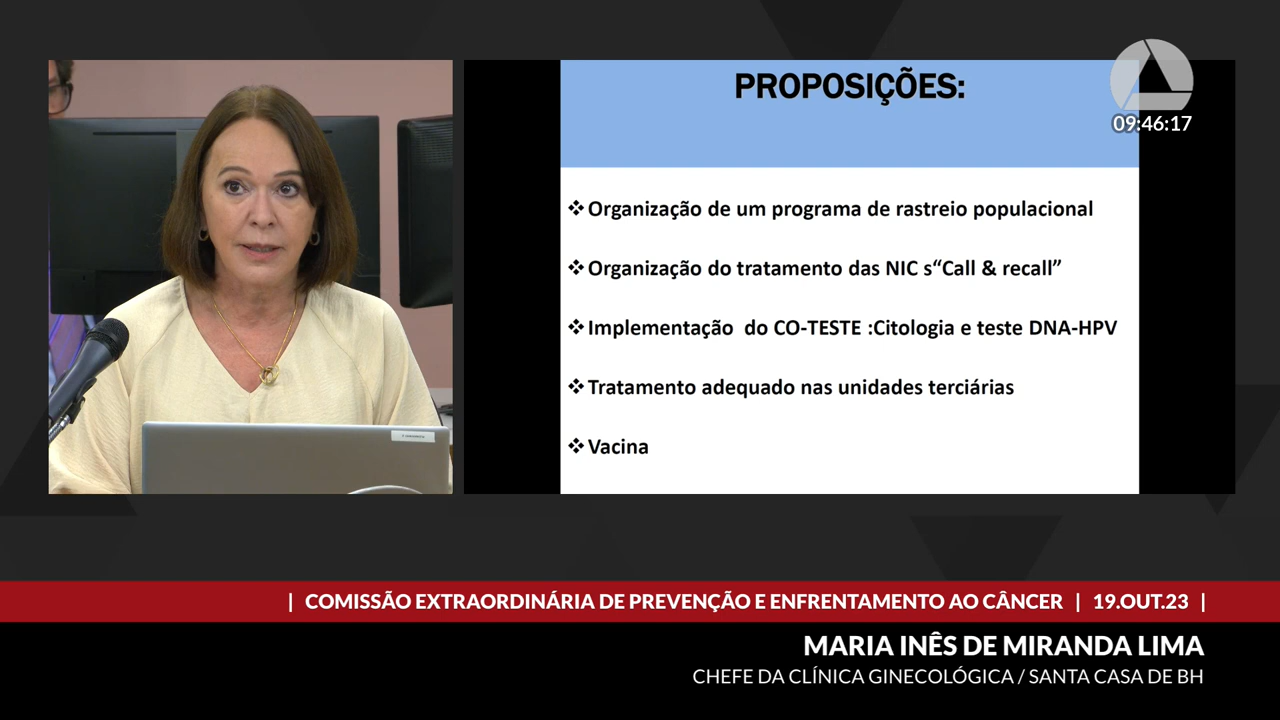 PROPOSIÇÕES:
09:46:17
❖Organização de um programa de rastreio populacional
❖Organização do tratamento das NIC s“Call & recall”
❖Implementação  do CO-TESTE :Citologia e teste DNA-HPV
❖Tratamento adequado nas unidades terciárias
❖Vacina
| COMISSÃO EXTRAORDINÁRIA DE PREVENÇÃO E ENFRENTAMENTO AO CÂNCER | 19.OUT.23 |
MARIA INÊS DE MIRANDA LIMA
CHEFE DA CLÍNICA GINECOLÓGICA / SANTA CASA DE BH